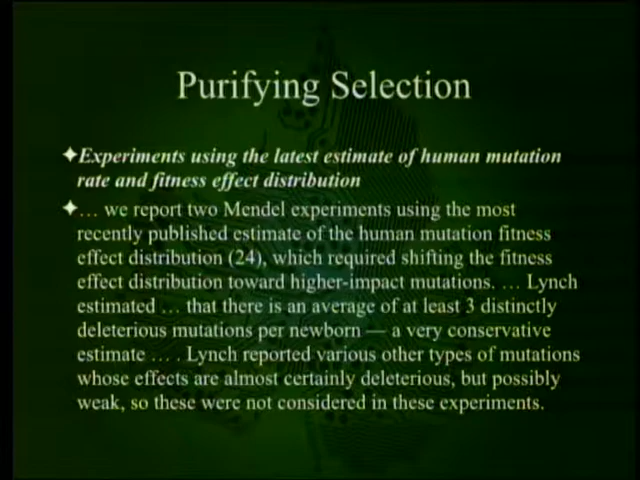 Purifying Selection
✦Experiments using the latest estimate of human mutation
rate and fitness effect distribution
✦… we report two Mendel experiments using the most
recently published estimate of the human mutation fitness
effect distribution (24), which required shifting the fitness
effect distribution toward higher-impact mutations. … Lynch
estimated … that there is an average of at least 3 distinctly
deleterious mutations per newborn — a very conservative
estimate … . Lynch reported various other types of mutations
whose effects are almost certainly deleterious, but possibly
weak, so these were not considered in these experiments.